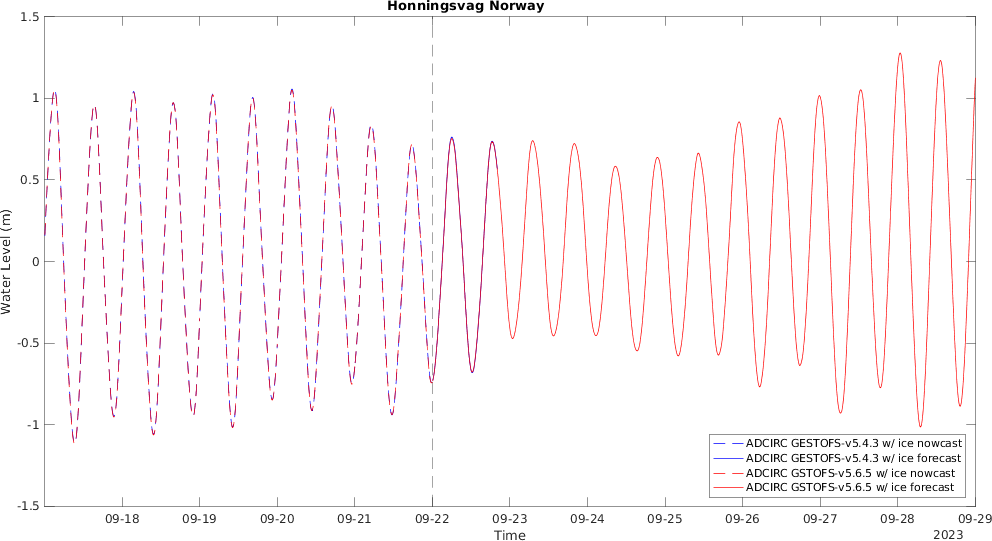 Honningsvag Norway
1.5
1
0.5
0
-0.5
-1
-1.5
Water Level (m)
ADCIRC GESTOFS-v5.4.3 w/ ice nowcast
ADCIRC GESTOFS-v5.4.3 w/ ice forecast
ADCIRC GSTOFS-v5.6.5 w/ ice nowcast
ADCIRC GSTOFS-v5.6.5 w/ ice forecast
09-18 09-19 09-20 09-21 09-22 09-23 09-24 09-25 09-26 09-27 09-28 09-29
Time
2023